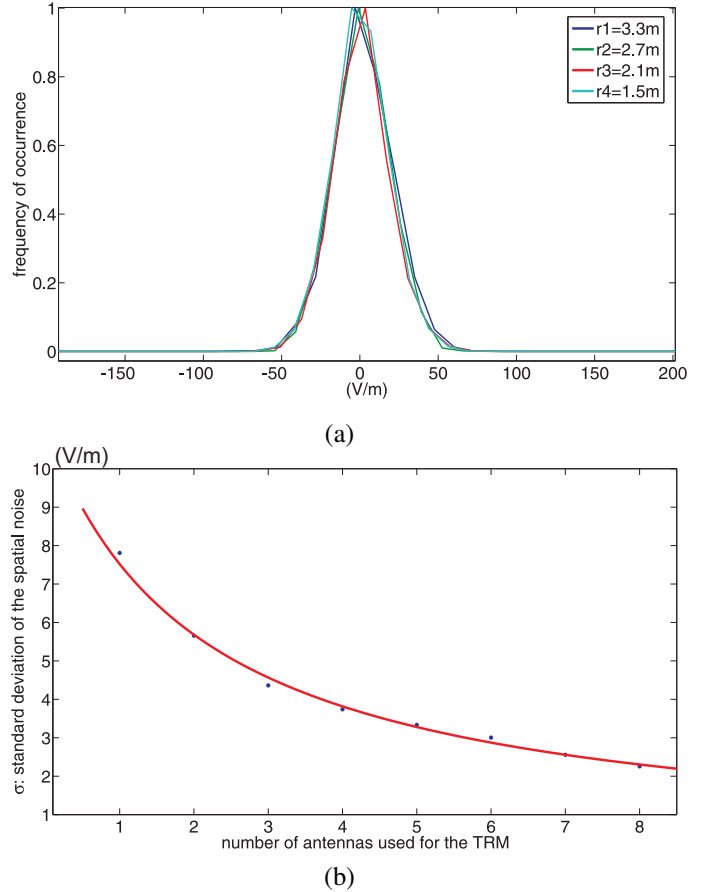 1
0.8
0.6
0.4
0.2
0
frequency of occurrence
r1=3.3m
r2=2.7m
r3=2.1m
r4=1.5m
-150 -100 -50 0 50 100 150 200
(V/m)
(a)
(V/m)
10
9
8
7
6
5
4
3
2
1
σ: standard deviation of the spatial noise
1 2 3 4 5 6 7 8
number of antennas used for the TRM
(b)